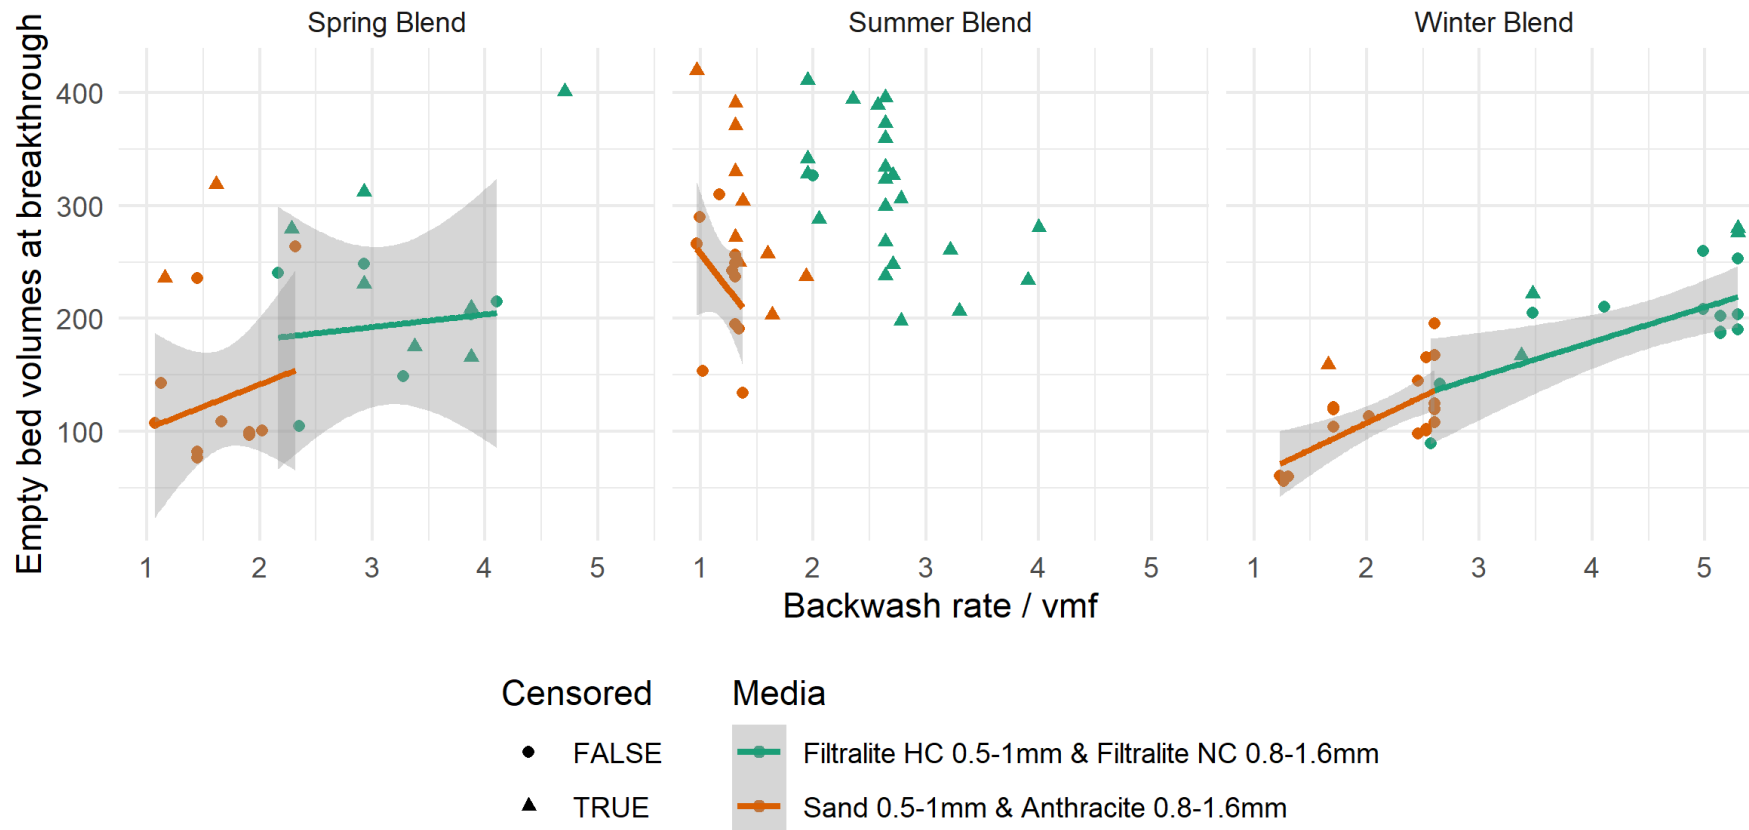 Spring Blend Summer Blend Winter Blend
Empty bed volumes at breakthrough
400
300
200
100
1 2 3 4 5 1 2 3 4 5 1 2 3 4 5
Backwash rate / vmf
Censored
FALSE
TRUE
Media
Filtralite HC 0.5-1mm & Filtralite NC 0.8-1.6mm
Sand 0.5-1mm & Anthracite 0.8-1.6mm